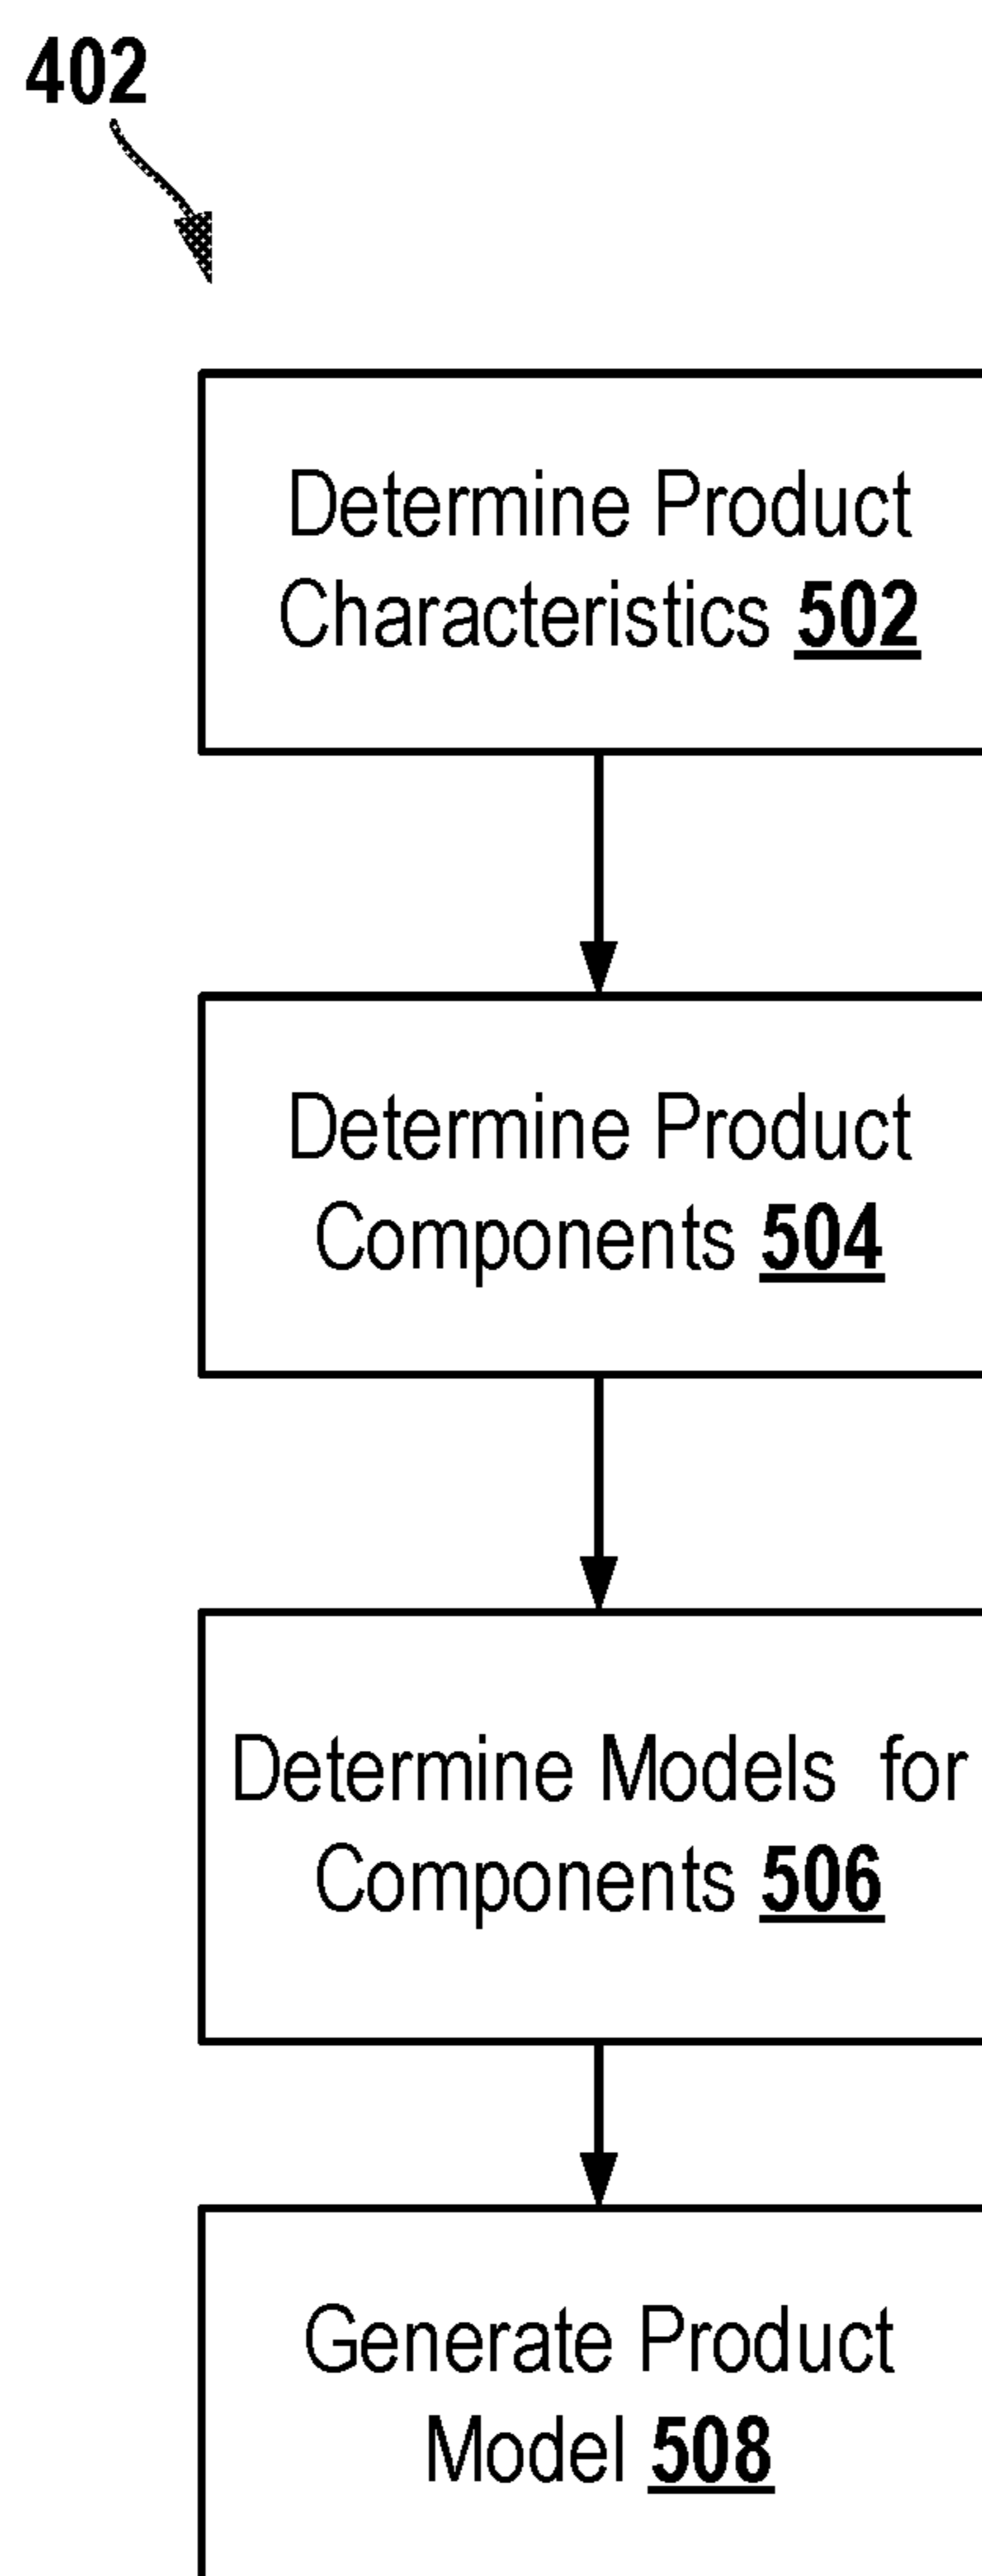 402
Determine Product
Characteristics 502
Determine Product
Components 504
Determine Models for
Components 506
Generate Product
Model 508